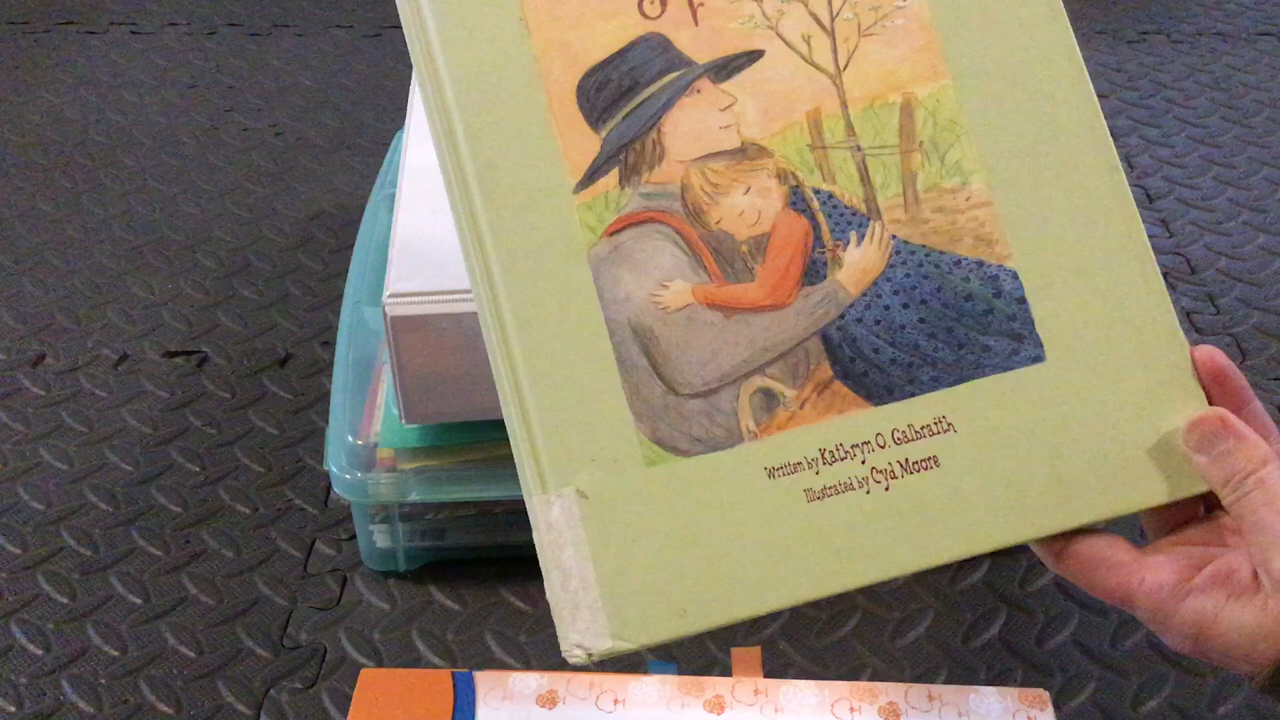 Written by Kathryn O. Galbraith
Illustrated by Cyd Moore